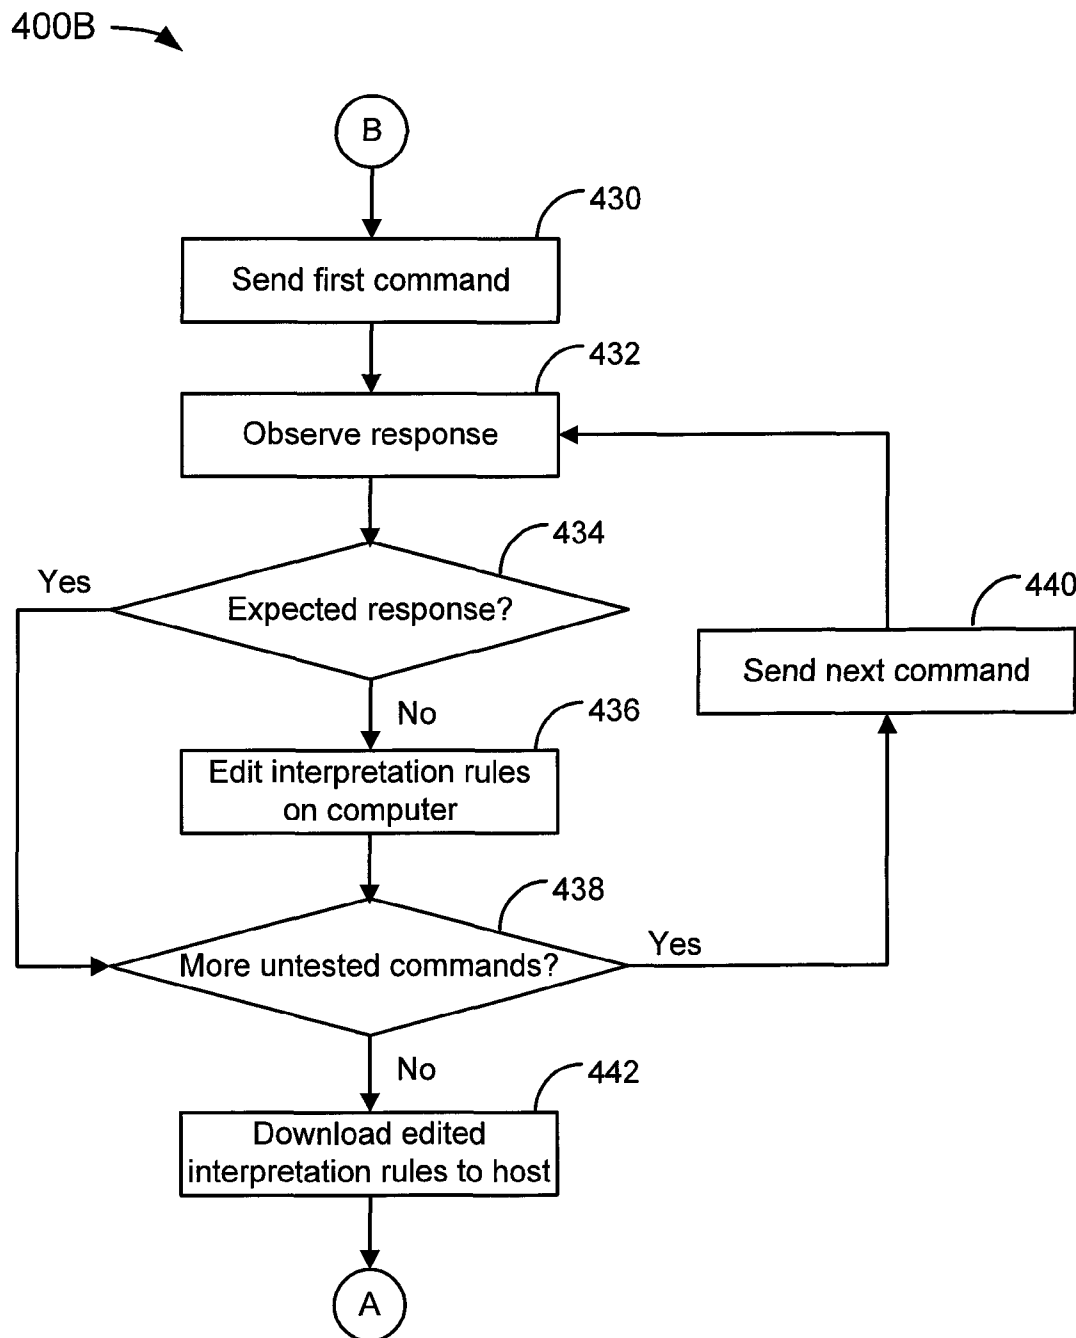 400B
B
430
Send first command
432
Observe response
434
Yes
Expected response?
440
Send next command
No
436
Edit interpretation rules
on computer
438
Yes
More untested commands?
No
442
Download edited
interpretation rules to host
A